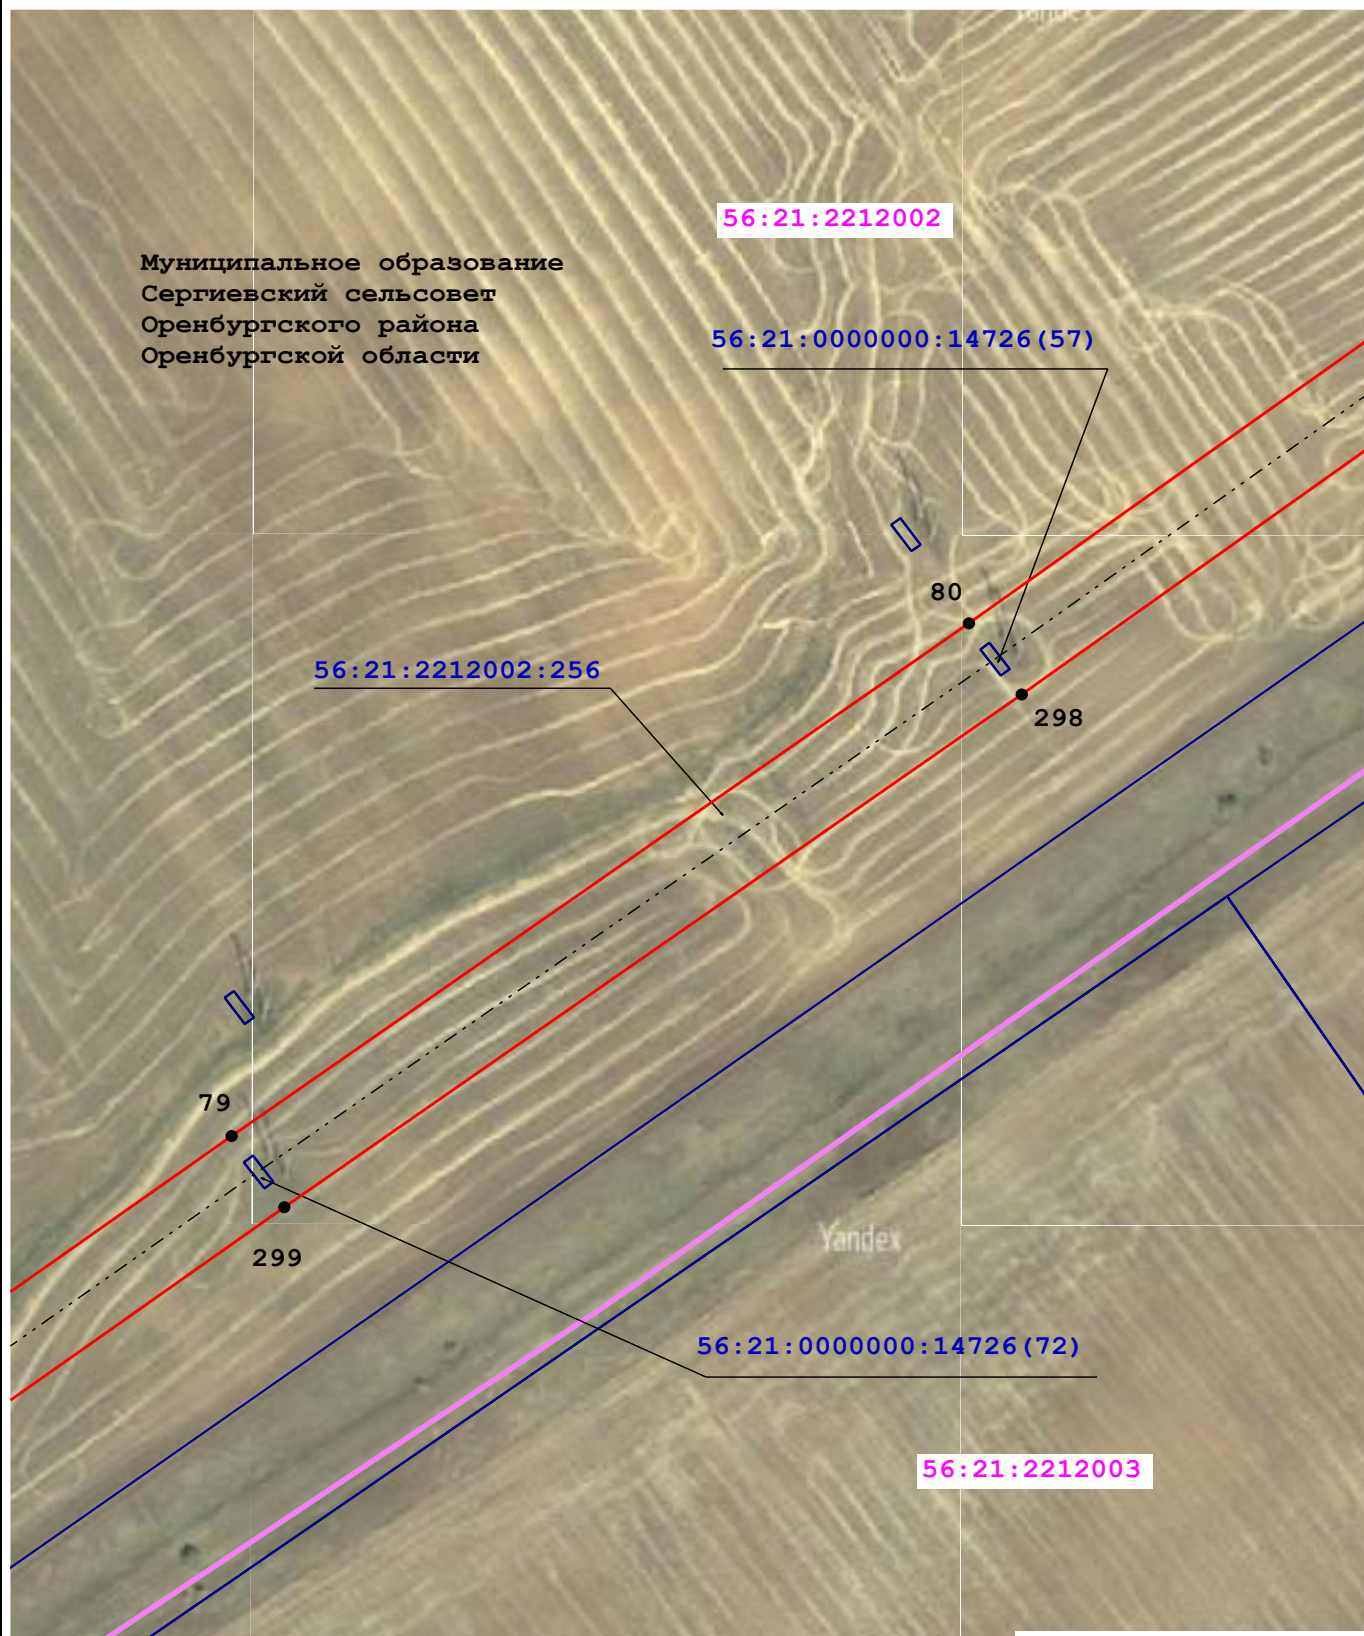 Yandex
56:21:2212002
Муниципальное образование
Сергиевский сельсовет
Оренбургского района
Оренбургской области
56:21:0000000:14726(57)
80
56:21:2212002:256
298
79
299
Yandex
56:21:0000000:14726(72)
56:21:2212003